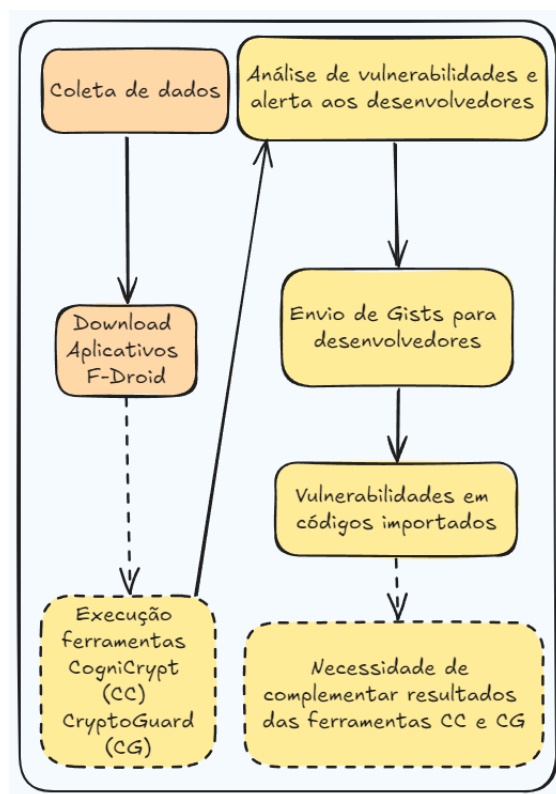 Coleta de dados
Download
Aplicativos
F-Droid
Execução
ferramentas
CogniCrypt
(CC)
CryptoGuard
(CG)
Análise de vulnerabilidades e
alerta aos desenvolvedores
Envio de Gists para
desenvolvedores
Vulnerabilidades em
códigos importados
Necessidade de
complementar resultados
das ferramentas CC e CG